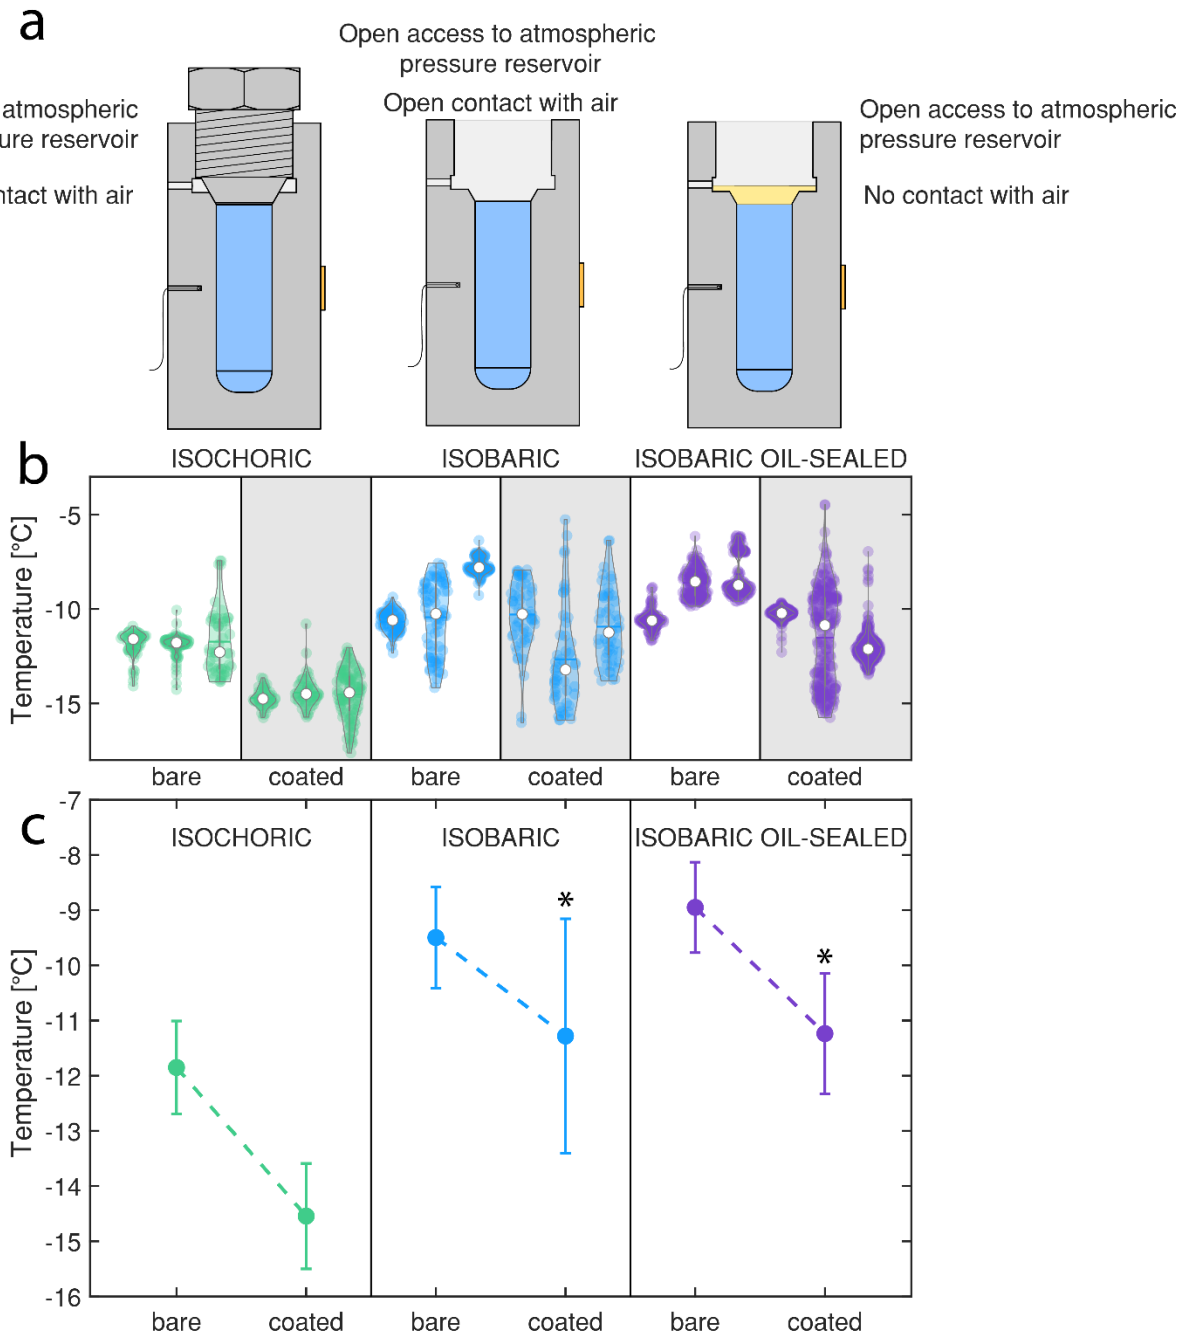 a
Open access to atmospheric
pressure reservoir
Open contact with air
atmospheric
reservoir
contact with air
Open access to atmospheric
pressure reservoir
No contact with air
b
ISOCHORIC
ISOBARIC
ISOBARIC OIL-SEALED
Temperature [°C]
-5
-10
-15
bare
coated
bare
coated
bare
coated
c
ISOCHORIC
ISOBARIC
ISOBARIC OIL-SEALED
*
*
Temperature [°C]
-7
-8
-9
-10
-11
-12
-13
-14
-15
-16
bare
coated
bare
coated
bare
coated